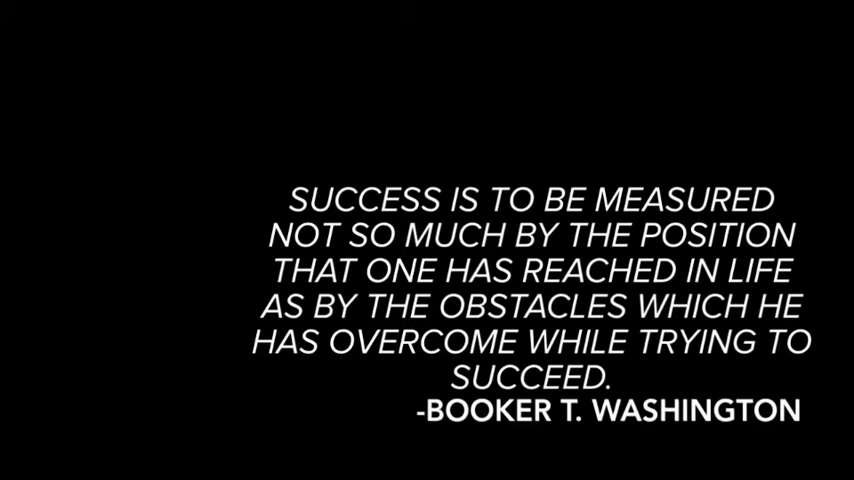 SUCCESS IS TO BE MEASURED
NOT SO MUCH BY THE POSITION
THAT ONE HAS REACHED IN LIFE
AS BY THE OBSTACLES WHICH HE
HAS OVERCOME WHILE TRYING TO
SUCCEED.
-BOOKER T. WASHINGTON